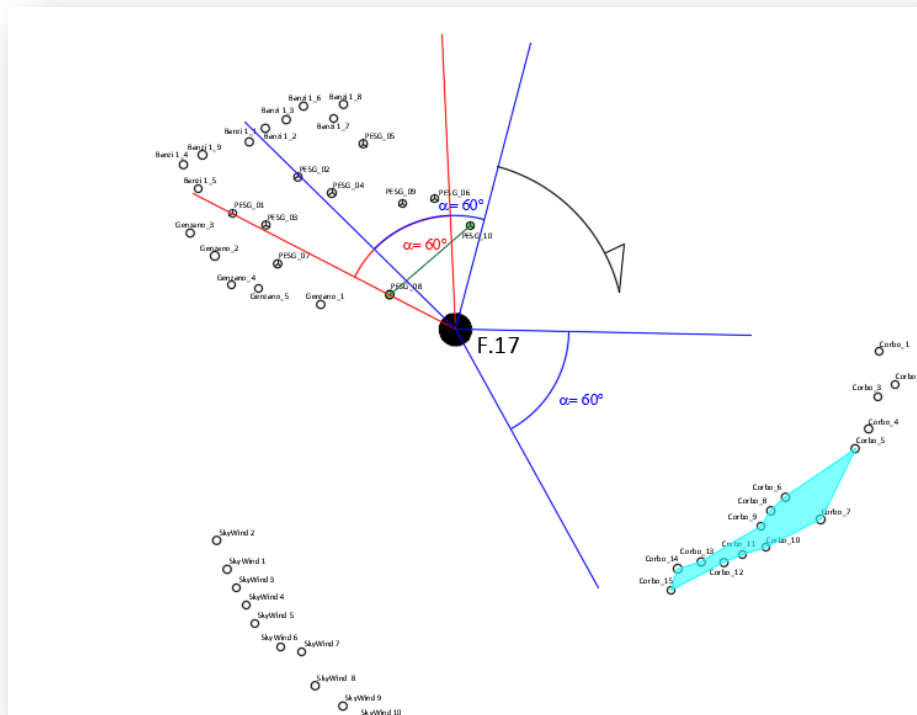 Banzi 1_6
Banzi 1_8
Banzi 1_3
Banzi 1_7
Banzi 1_1
Banzi 1_2
PESG_05
Banzi 1_9
Banzi 1_4
PESG_02
Banzi 1_5
PESG_04
PESG_09
PESG_06
PESG_01
α= 60°
PESG_03
Genzano_3
PESG_10
α= 60°
Genzano_2
PESG_07
Genzano_4
PESG_08
Genzano_5
Genzano_1
F.17
Corbo_1
Corbo
Corbo_3
α= 60°
Corbo_4
Corbo_5
Corbo_6
Corbo_8
Corbo_7
Corbo_9
Corbo_11
Corbo_10
Corbo_13
Corbo_14
Corbo_12
Corbo_15
SkyWind 2
SkyWind 1
SkyWind 3
SkyWind 4
SkyWind 5
SkyWind 6
SkyWind 7
SkyWind 8
SkyWind 9
SkyWind 10